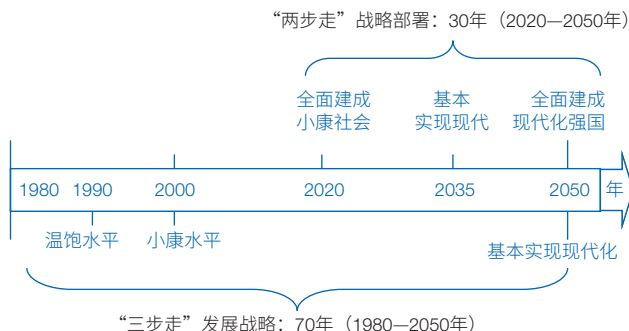 “两步走”战略部署：30年（2020—2050年）
全面建成
小康社会
基本
实现现代
全面建成
现代化强国
1980 1990 2000 2020 2035 2050 年
温饱水平
小康水平
基本实现现代化
“三步走”发展战略：70年（1980—2050年）